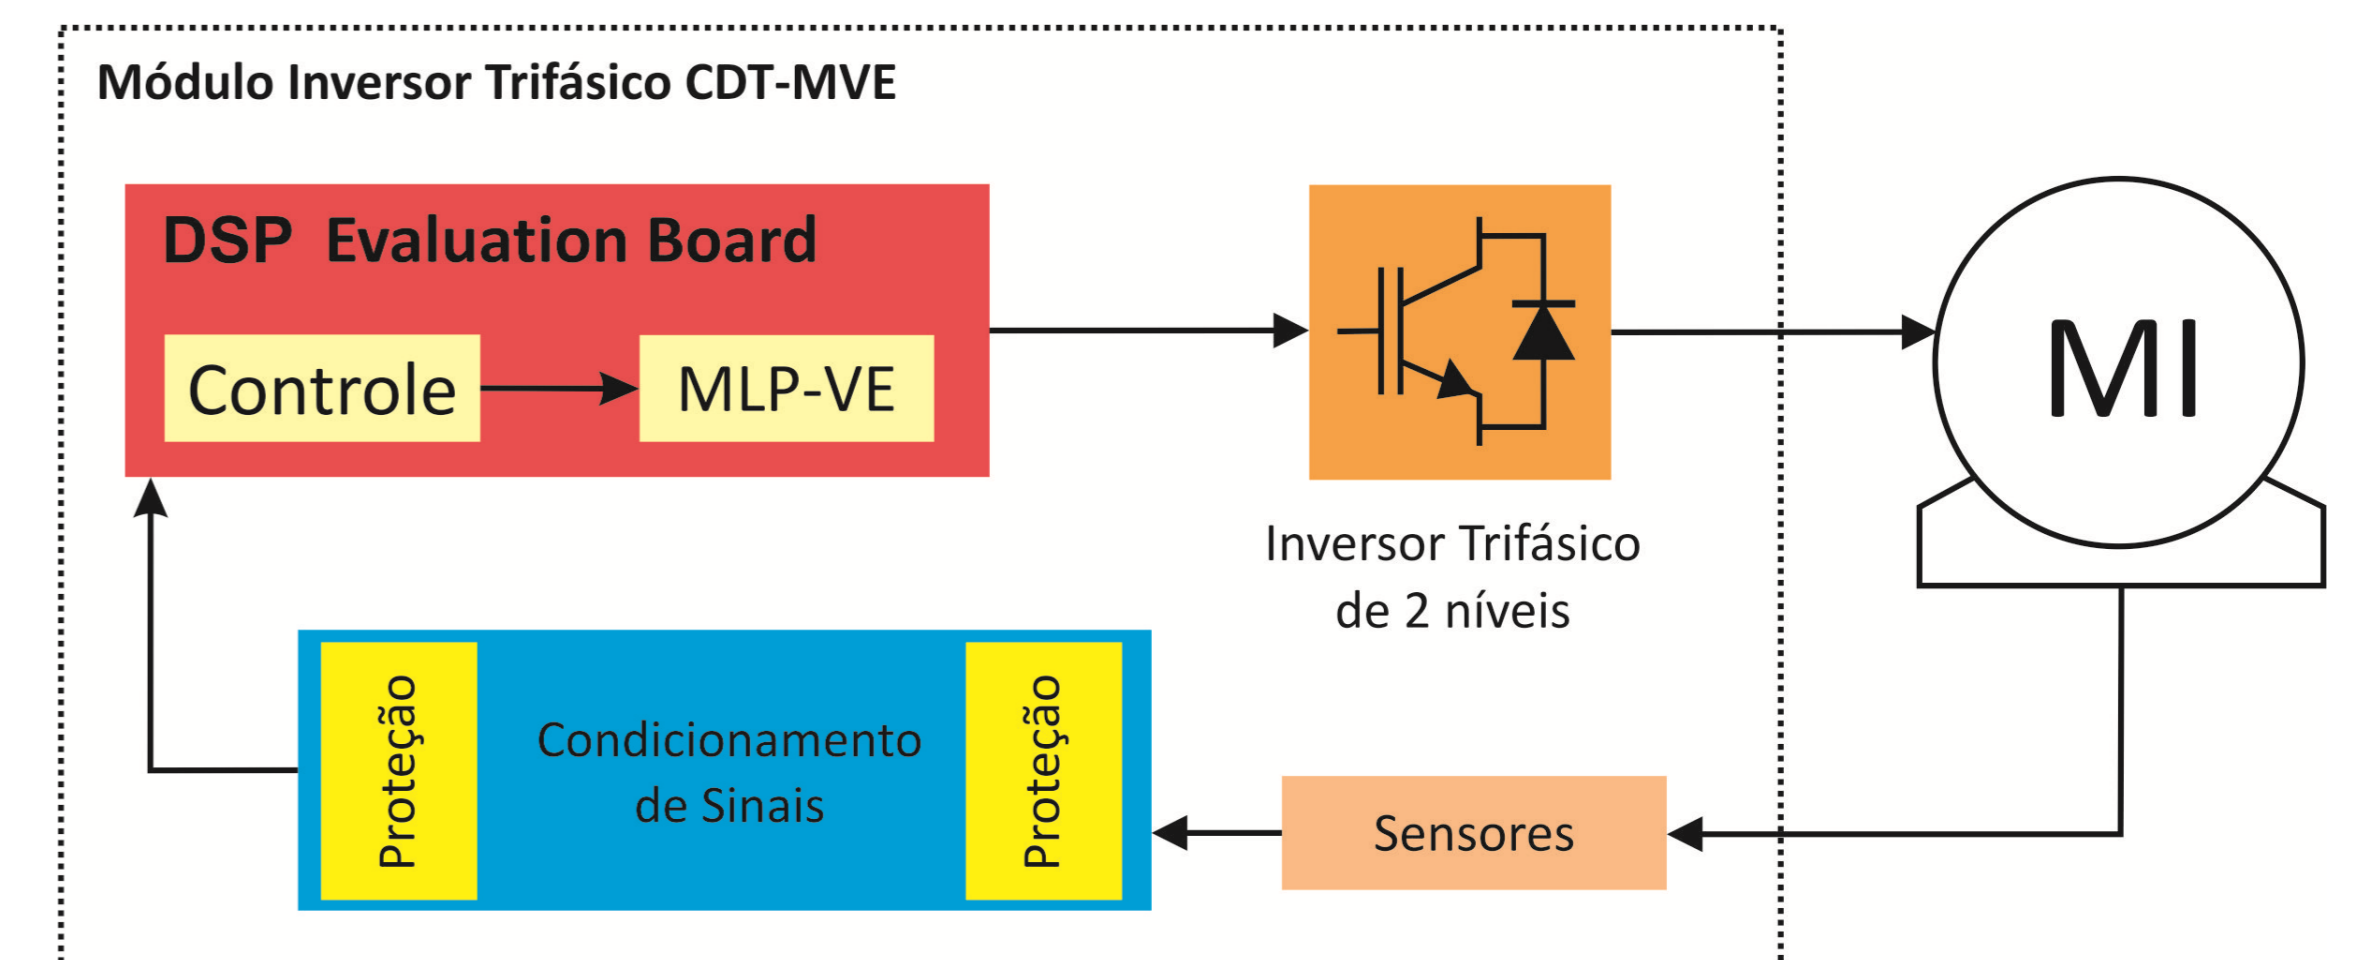 Módulo Inversor Trifásico CDT-MVE
DSP Evaluation Board
Controle
MLP-VE
MI
Inversor Trifásico
de 2 níveis
Proteção
Condicionamento
de Sinais
Proteção
Sensores